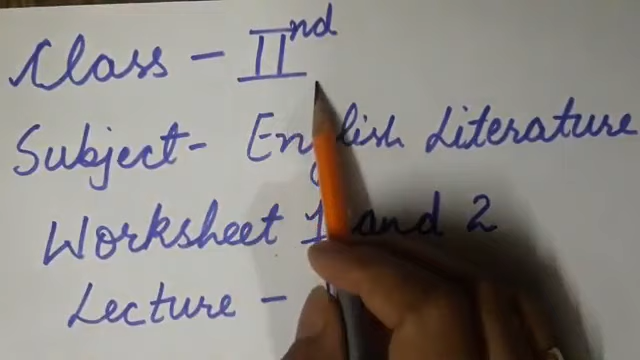 Class - IInd
Subject- English Literature
Worksheet 1 and 2
Lecture -